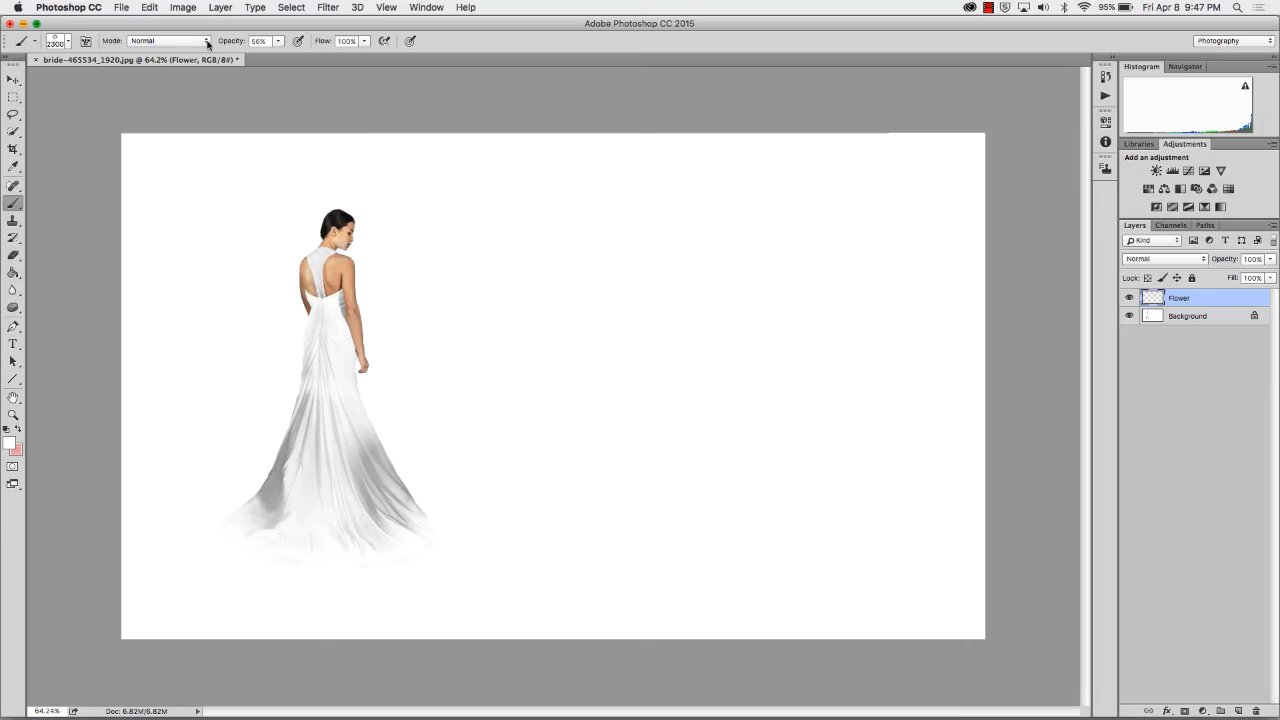 Photoshop CC File Edit Image Layer Type Select Filter 3D View Window Help 95% Fri Apr 8 9:47 PM
Adobe Photoshop CC 2015
2300 Mode: Normal Opacity: 56% Flow: 100% Photography
bride-465534_1920.jpg @ 64.2% (Flower, RGB/8#) *
Histogram Navigator
Libraries Adjustments
Add an adjustment
Layers Channels Paths
Kind
Normal Opacity: 100%
Lock: Fill: 100%
Flower
Background
64.24% Doc: 6.82M/6.82M